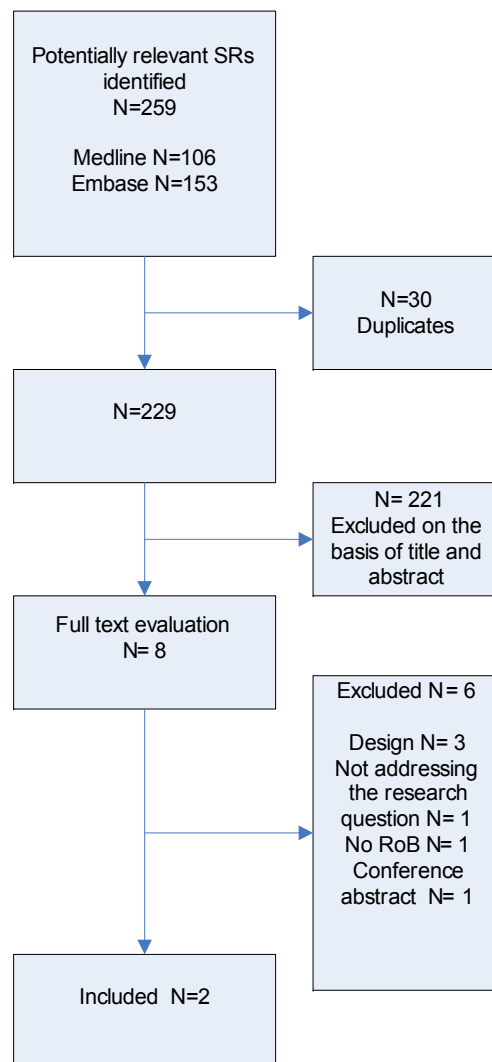 Potentially relevant SRs
identified
N=259
Medline N=106
Embase N=153
N=30
Duplicates
N=229
N= 221
Excluded on the
basis of title and
abstract
Full text evaluation
N= 8
Excluded N= 6
Design N= 3
Not addressing
the research
question N= 1
No RoB N= 1
Conference
abstract N= 1
Included N=2